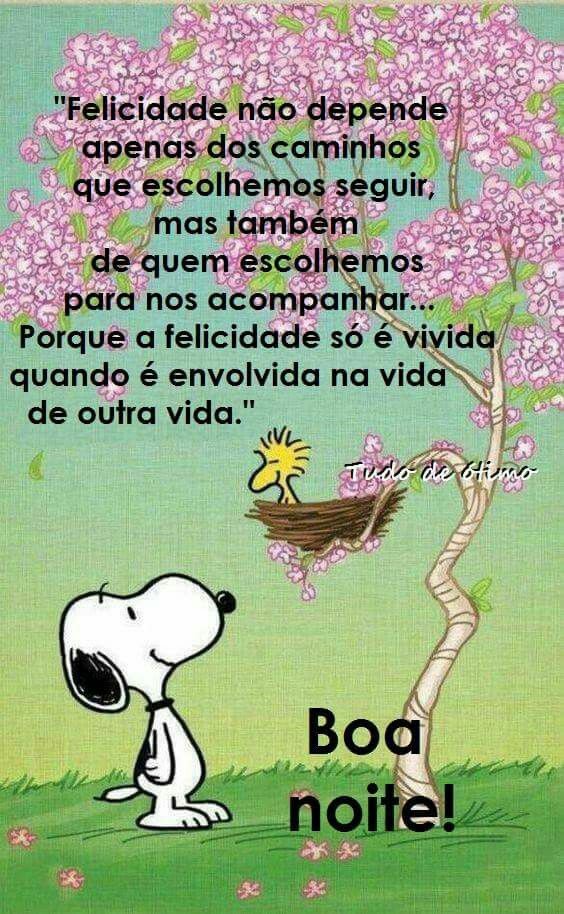 "Felicidade não depende
apenas dos caminhos
que escolhemos seguir,
mas também
de quem escolhemos
para nos acompanhar...
Porque a felicidade só é vivida
quando é envolvida na vida
de outra vida."
Tudo de ótimo
Boa
noite!